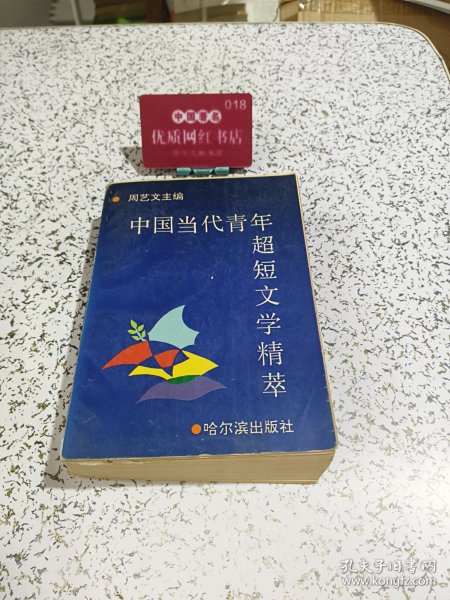 018
中国著名
优质网红书店
周艺文主编
中国当代青年
超短文学精萃
哈尔滨出版社
孔夫子旧书网
www.kongfz.com